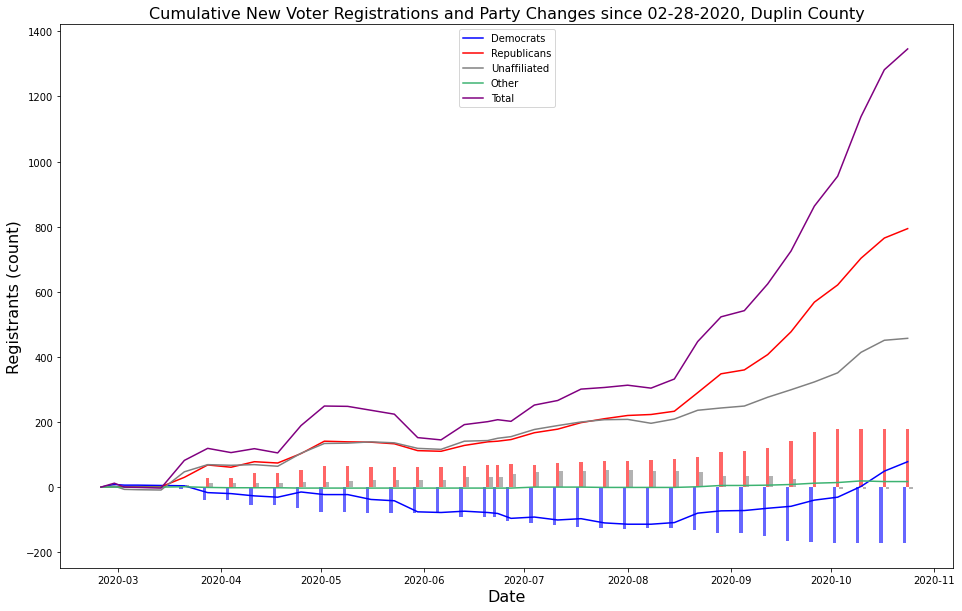 Cumulative New Voter Registrations and Party Changes since 02-28-2020, Duplin County
Democrats
Republicans
Unaffiliated
Other
Total
Registrants (count)
1400
1200
1000
800
600
400
200
0
−200
2020-03
2020-04
2020-05
2020-06
2020-07
2020-08
2020-09
2020-10
2020-11
Date